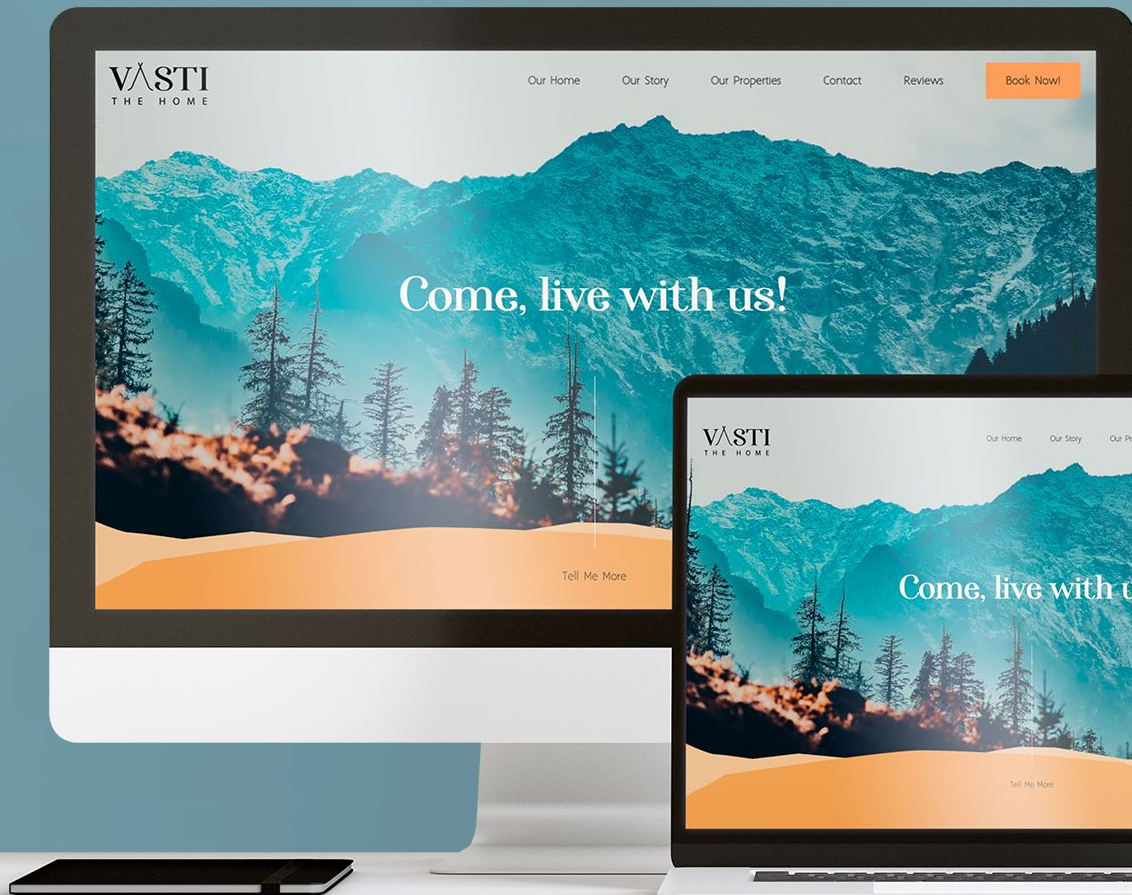 VASTI
THE HOME
Our Home Our Story Our Properties Contact Reviews Book Now!
Come, live with us!
Tell Me More
VASTI
THE HOME
Our Home Our Story Our
Come, live with
Tell Me More